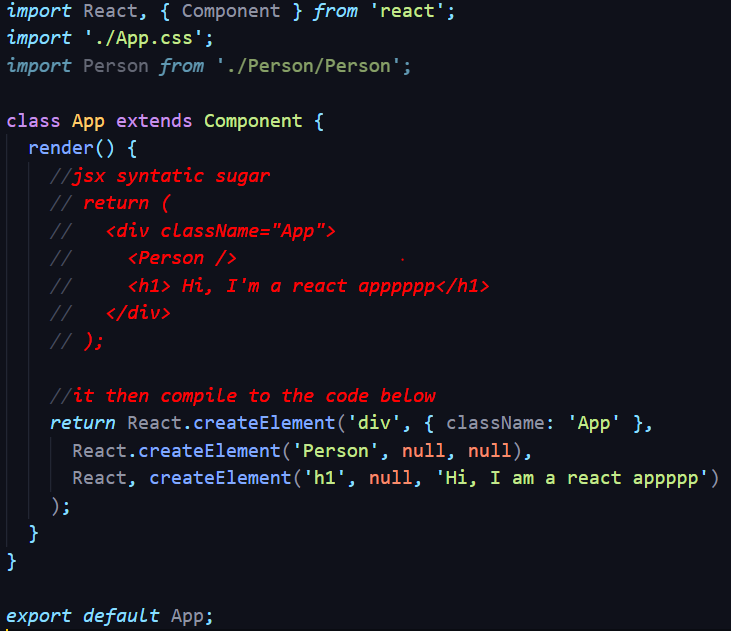 import React, { Component } from 'react';
import './App.css';
import Person from './Person/Person';

class App extends Component {
  render() {
    //jsx syntatic sugar
    // return (
    //   <div className="App">
    //     <Person />
    //     <h1> Hi, I'm a react apppppp</h1>
    //   </div>
    // );

    //it then compile to the code below
    return React.createElement('div', { className: 'App' },
      React.createElement('Person', null, null),
      React, createElement('h1', null, 'Hi, I am a react appppp')
    );
  }
}

export default App;